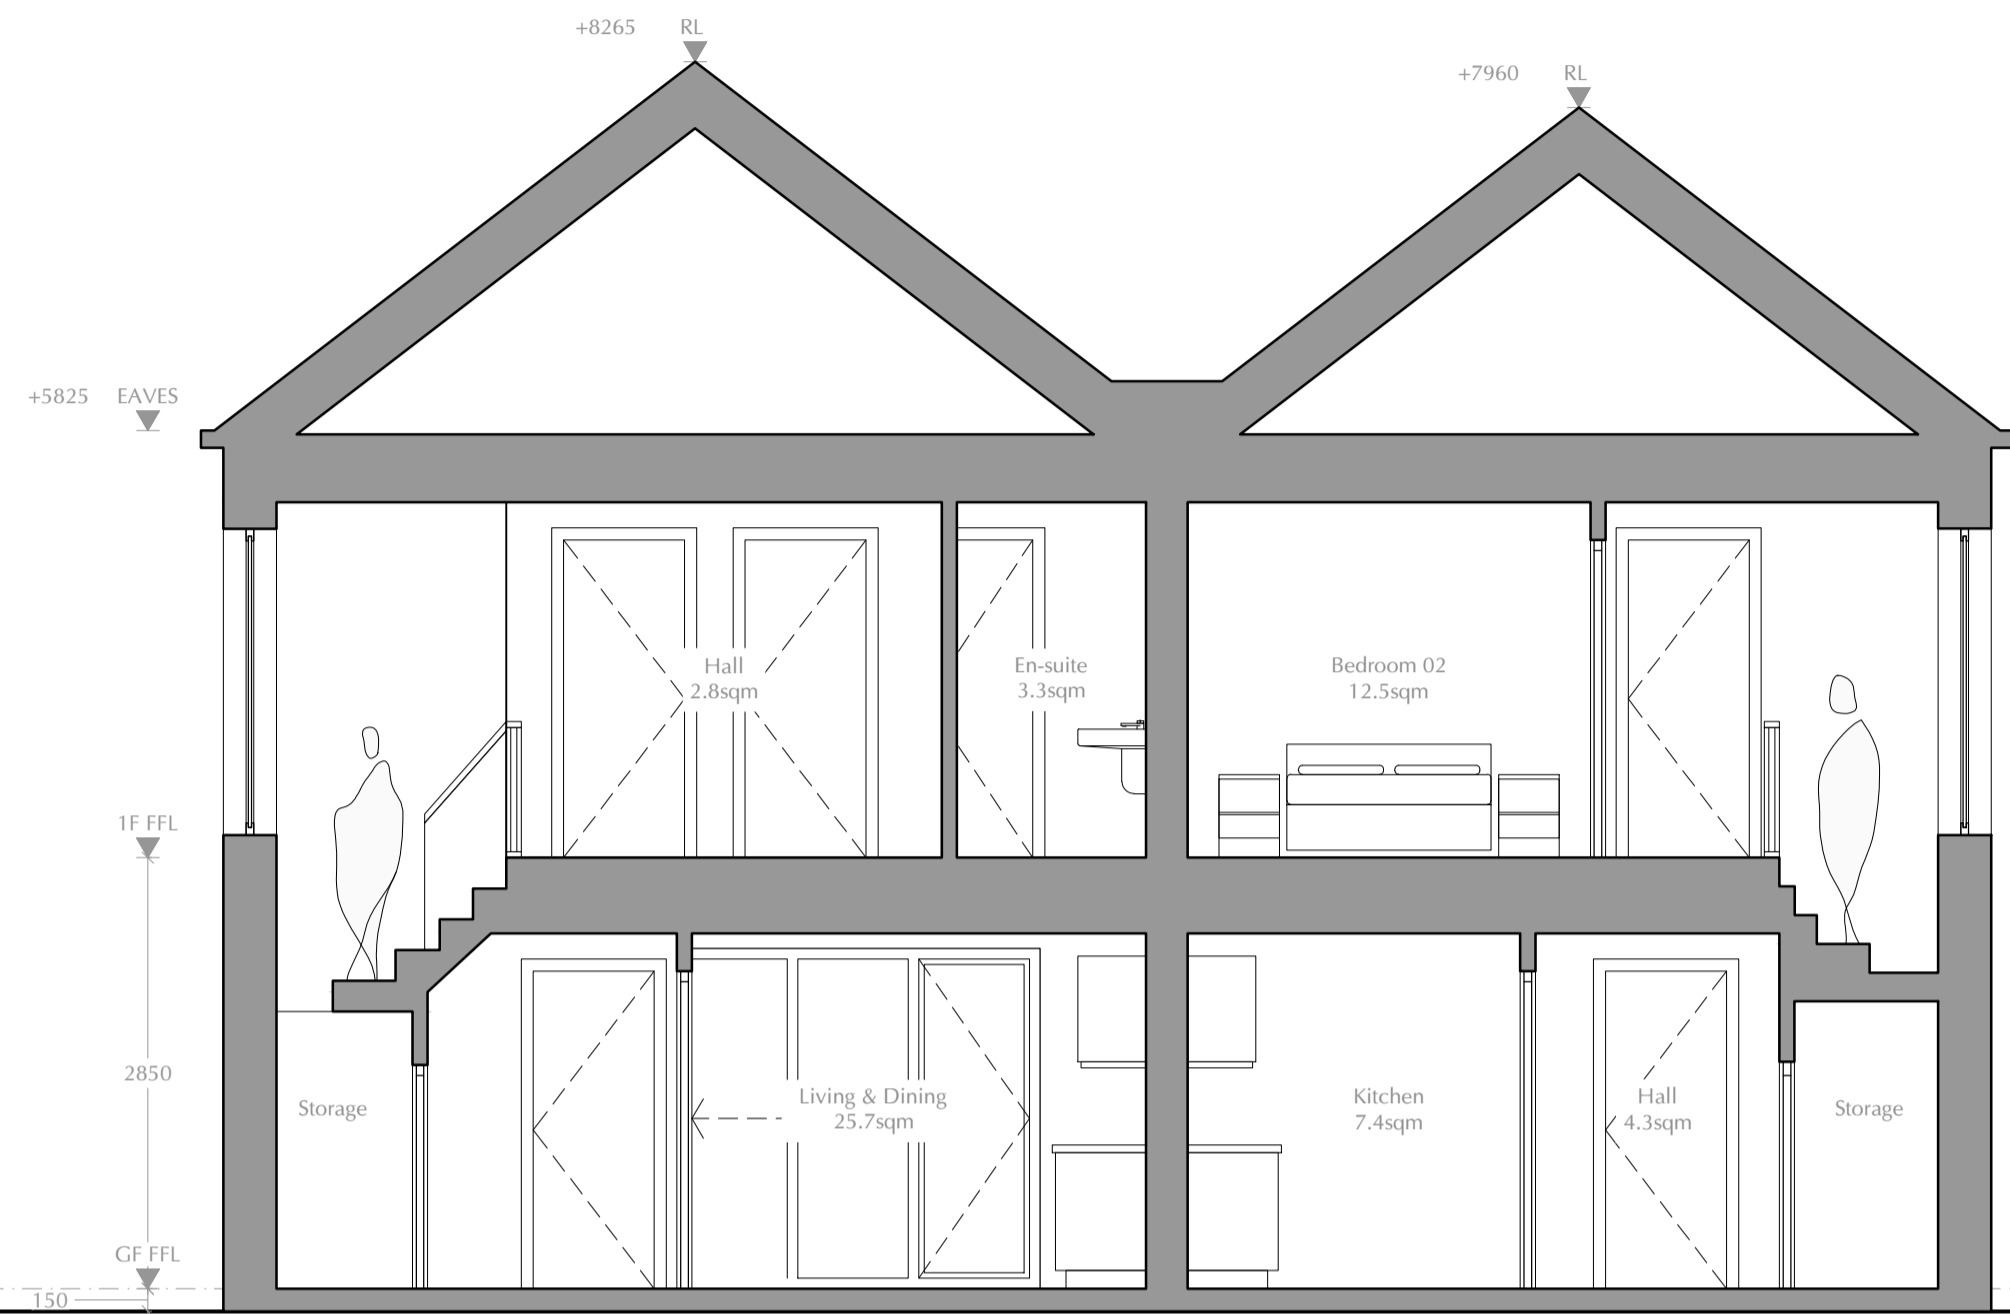 +8265 RL
+7960 RL
+5825 EAVES
Hall
2.8sqm
En-suite
3.3sqm
Bedroom 02
12.5sqm
1F FFL
2850
Storage
Living & Dining
25.7sqm
Kitchen
7.4sqm
Hall
4.3sqm
Storage
GF FFL
150